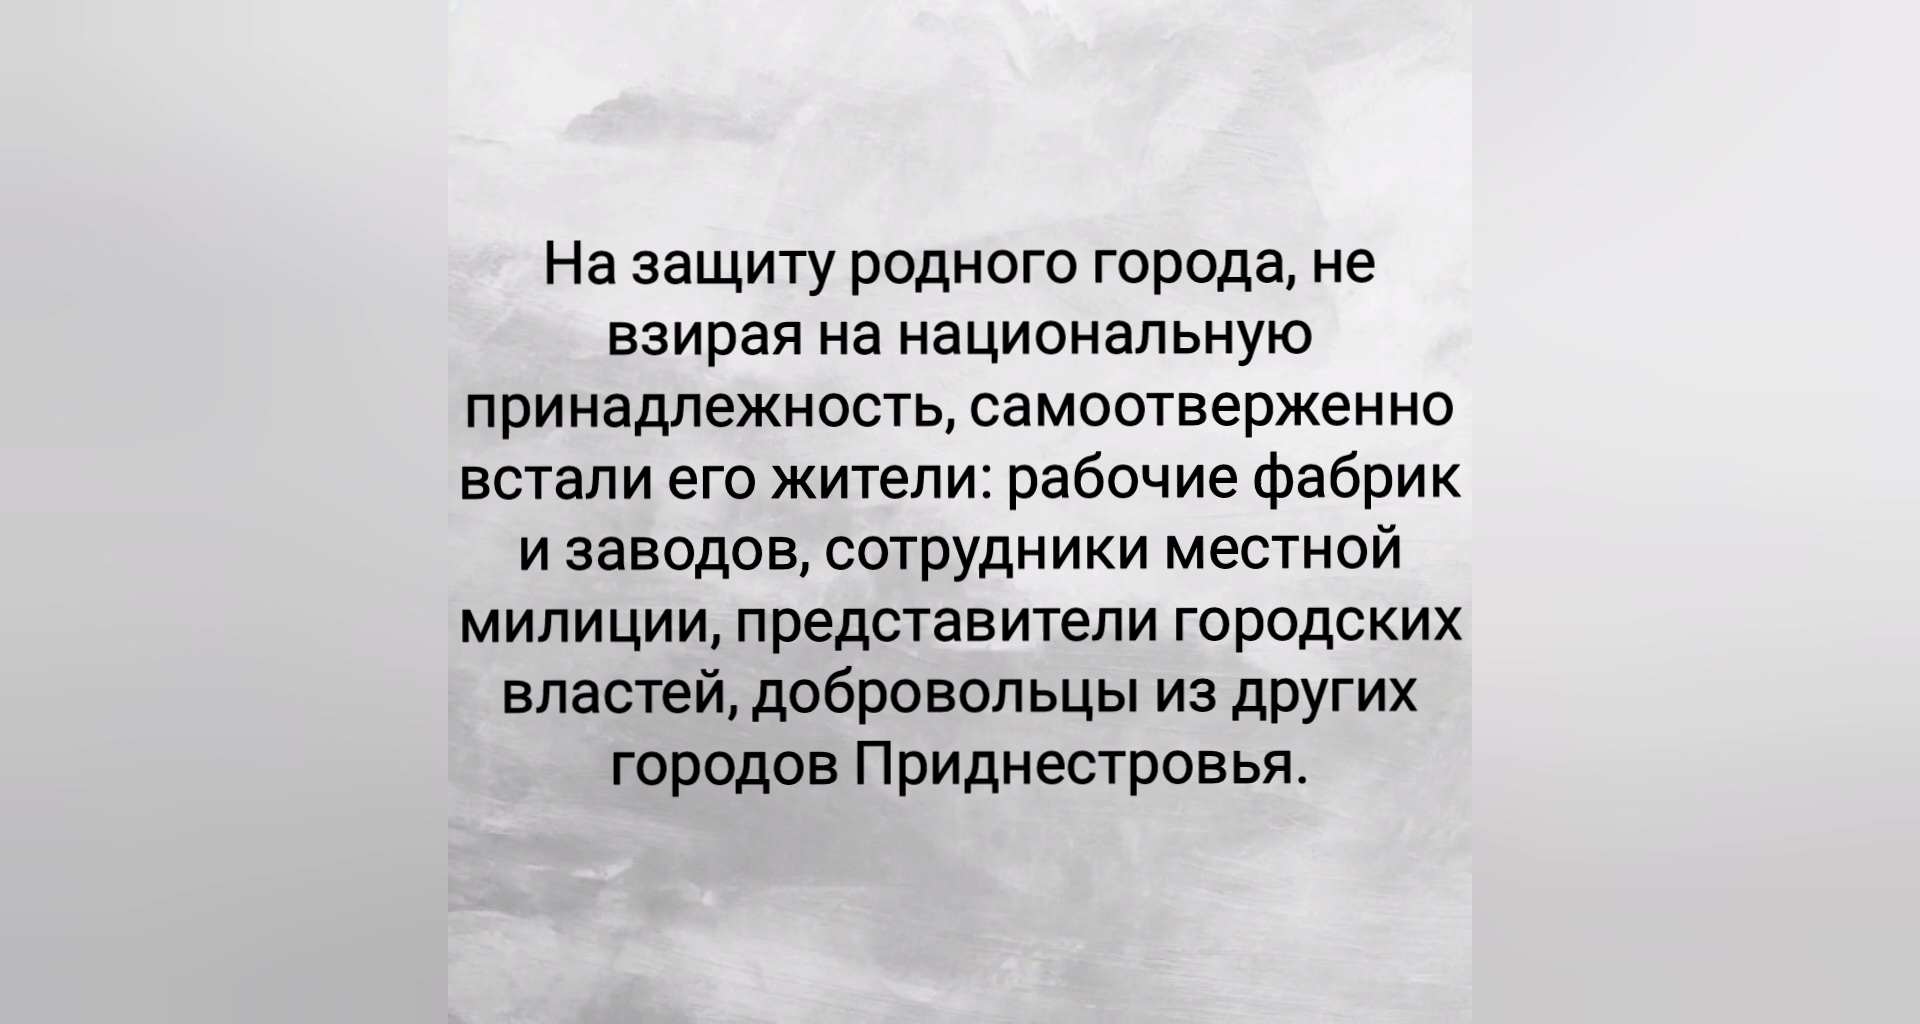 На защиту родного города, не
взирая на национальную
принадлежность, самоотверженно
встали его жители: рабочие фабрик
и заводов, сотрудники местной
милиции, представители городских
властей, добровольцы из других
городов Приднестровья.